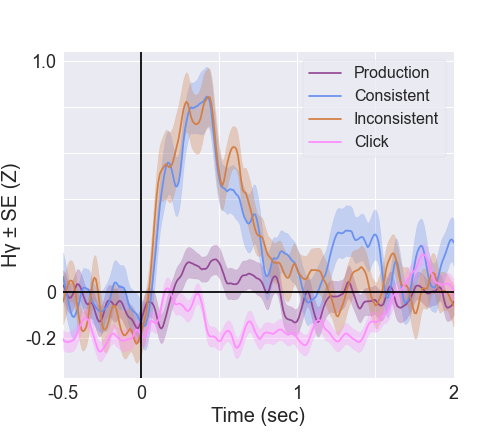 1.0
0
-0.2
Hγ ± SE (Z)
Production
Consistent
Inconsistent
Click
-0.5 0 1 2
Time (sec)